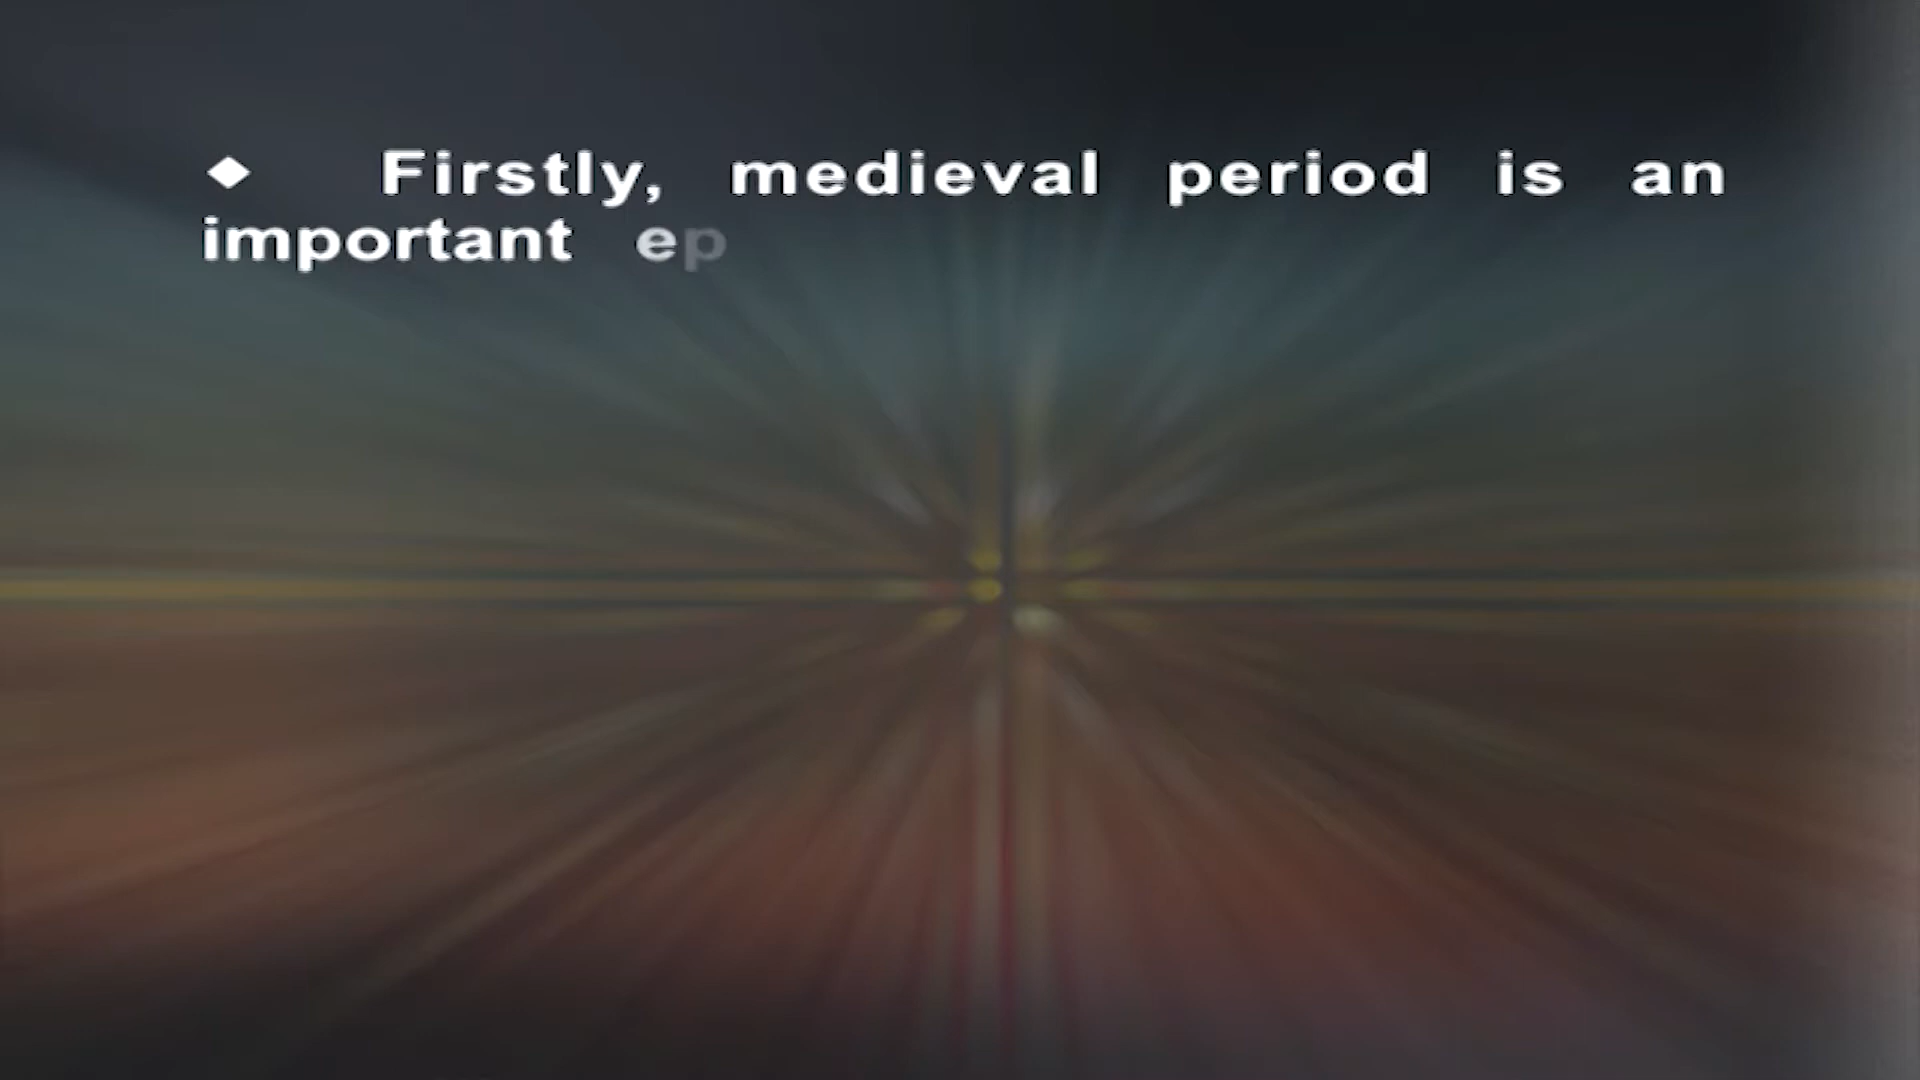 ◆ Firstly, medieval period is an
important ep